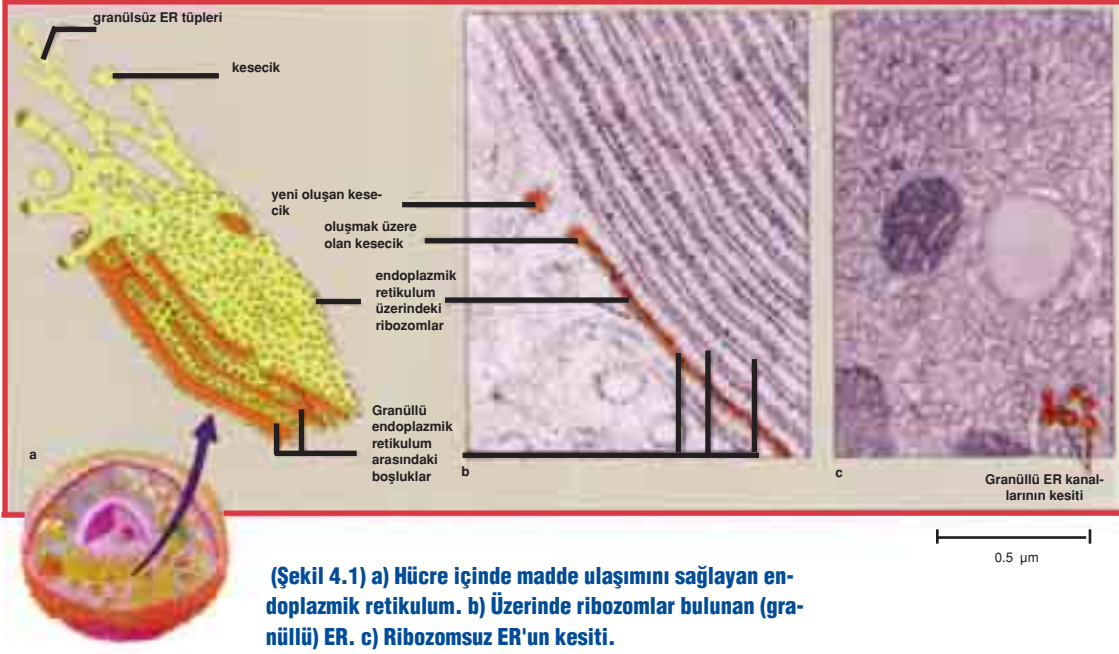 granülsüz ER tüpleri
kesecik
yeni oluşan kese-
cik
oluşmak üzere
olan kesecik
endoplazmik
retikulum
üzerindeki
ribozomlar
Granüllü
endoplazmik
retikulum
arasındaki
boşluklar
a
b
c
Granüllü ER kanal-
larının kesiti
0.5 µm
(Şekil 4.1) a) Hücre içinde madde ulaşımını sağlayan en-
doplazmik retikulum. b) Üzerinde ribozomlar bulunan (gra-
nüllü) ER. c) Ribozomsuz ER'un kesiti.